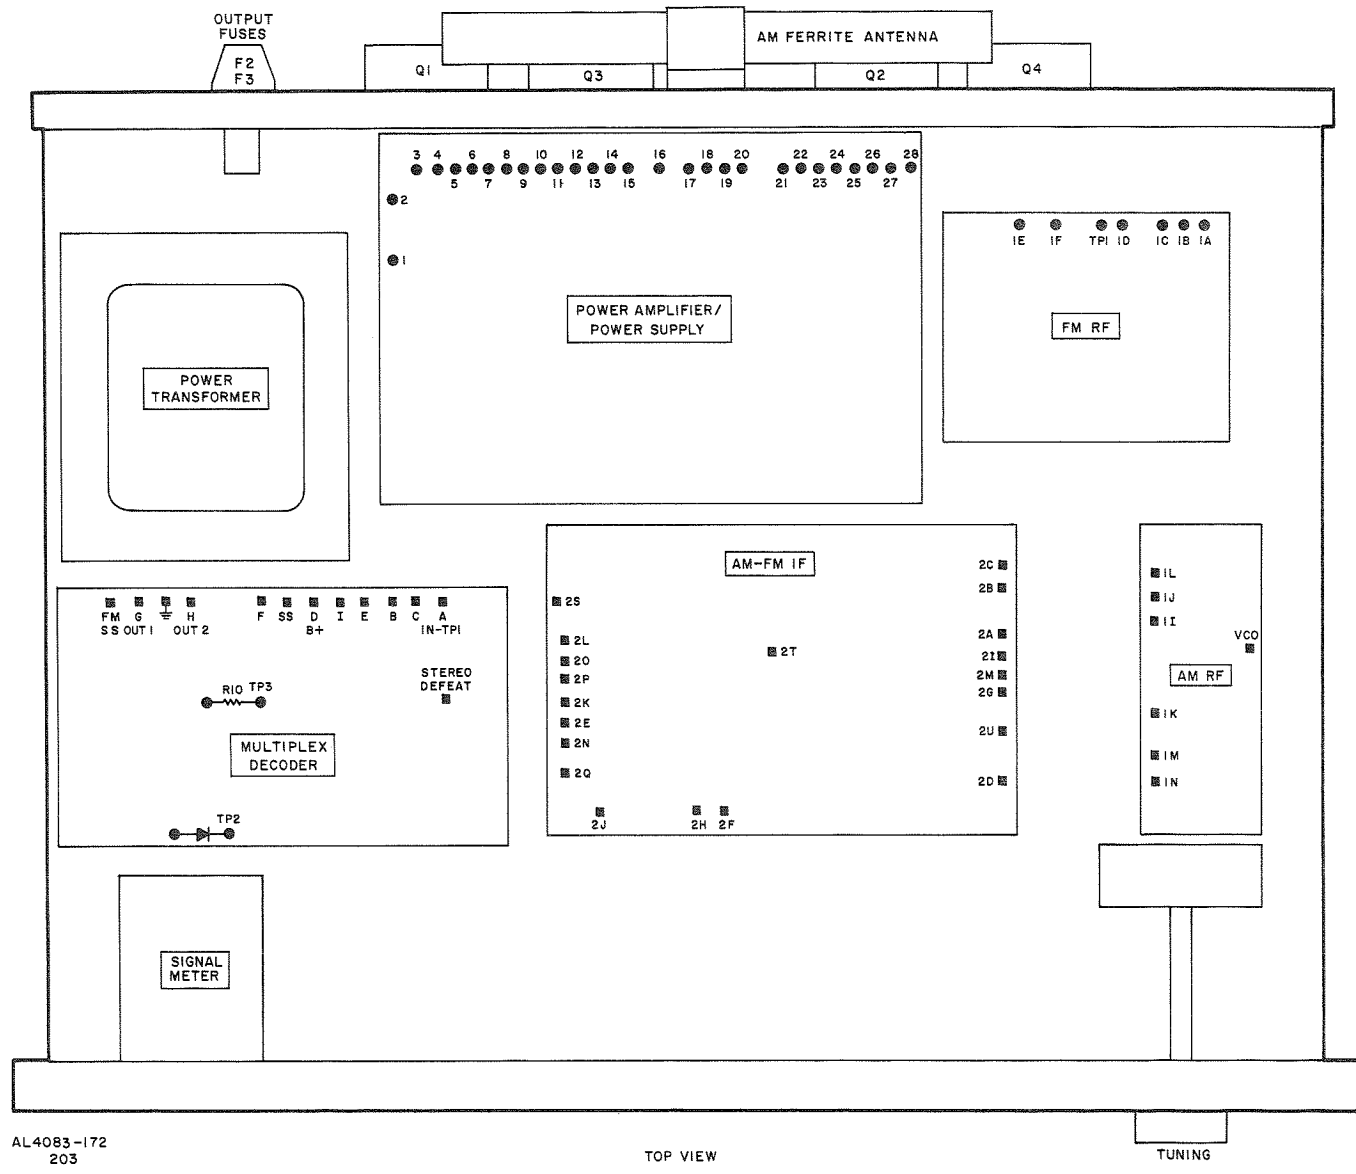 OUTPUT
FUSES
F2
F3
Q1
Q3
AM FERRITE ANTENNA
Q2
Q4
3 4 6 8 10 12 14 16 18 20 22 24 26 28
5 7 9 11 13 15 17 19 21 23 25 27
2
1
POWER AMPLIFIER/
POWER SUPPLY
1E 1F TP1 1D 1C 1B 1A
FM RF
POWER
TRANSFORMER
AM-FM IF
2S
2L
2O
2P
2K
2E
2N
2Q
2J
2H 2F
2T
2C
2B
2A
2I
2M
2G
2U
2D
1L
1J
1I
VCO
AM RF
1K
1M
1N
FM G H F SS D I E B C A
SS OUT 1 OUT 2 B+ IN-TP1
STEREO
DEFEAT
R10 TP3
MULTIPLEX
DECODER
TP2
SIGNAL
METER
AL4083-172
203
TOP VIEW
TUNING